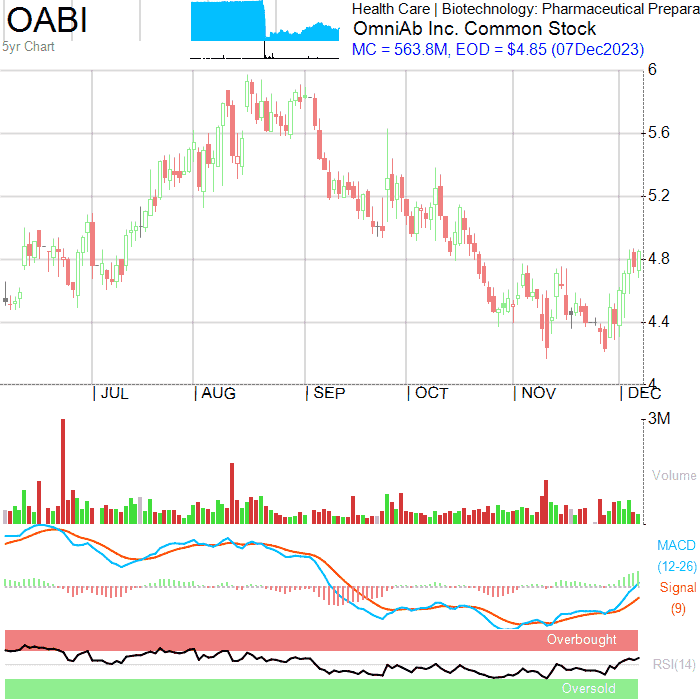 OABI
5yr Chart
Health Care | Biotechnology: Pharmaceutical Prepara
OmniAb Inc. Common Stock
MC = 563.8M, EOD = $4.85 (07Dec2023)
6
5.6
5.2
4.8
4.4
4
JUL AUG SEP OCT NOV DEC
3M
Volume
MACD
(12-26)
Signal
(9)
Overbought
RSI(14)
Oversold